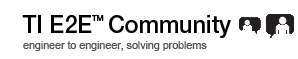 TI E2E™ Community
engineer to engineer, solving problems